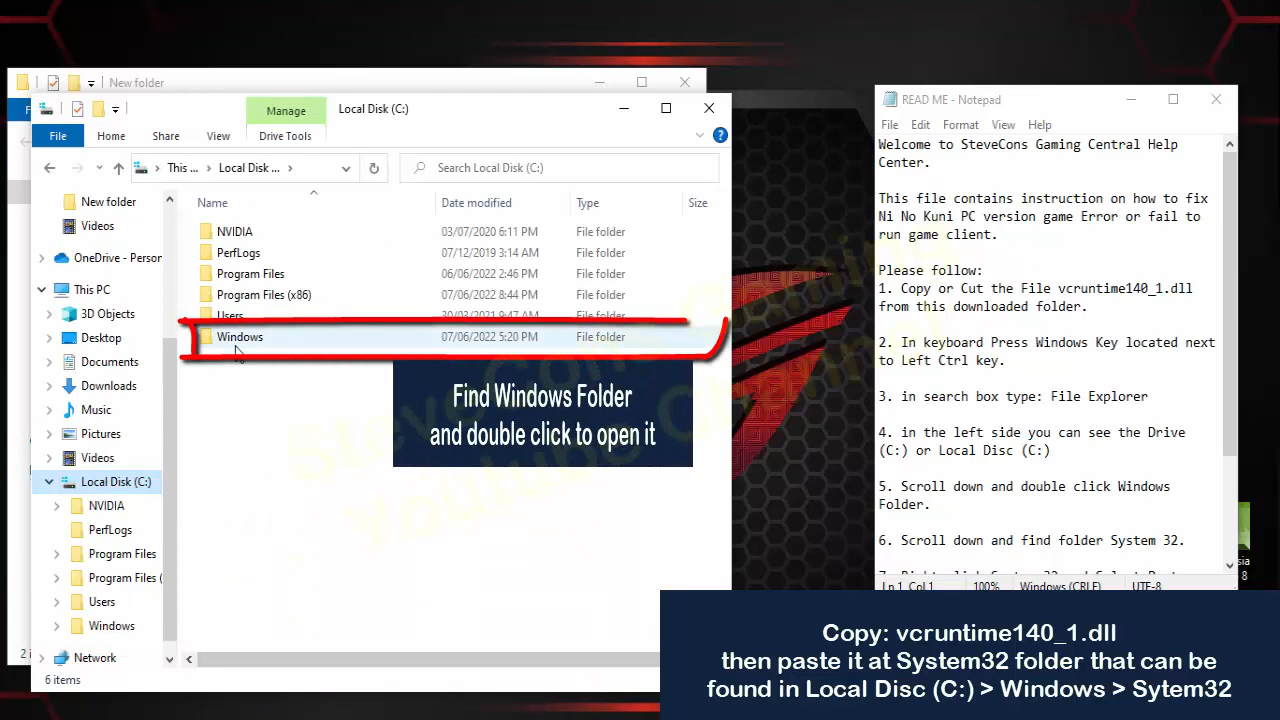 New folder
Manage
Local Disk (C:)
File
Home
Share
View
Drive Tools
This ...
Local Disk ...
Search Local Disk (C:)
New folder
Videos
OneDrive - Person
This PC
3D Objects
Desktop
Documents
Downloads
Music
Pictures
Videos
Local Disk (C:)
NVIDIA
PerfLogs
Program Files
Program Files (
Users
Windows
Network
6 items
Name Date modified Type Size
NVIDIA 03/07/2020 6:11 PM File folder
PerfLogs 07/12/2019 3:14 AM File folder
Program Files 06/06/2022 2:46 PM File folder
Program Files (x86) 07/06/2022 8:44 PM File folder
Users 30/03/2021 9:47 AM File folder
Windows 07/06/2022 5:20 PM File folder
Find Windows Folder
and double click to open it
READ ME - Notepad
File Edit Format View Help
Welcome to SteveCons Gaming Central Help
Center.
This file contains instruction on how to fix
Ni No Kuni PC version game Error or fail to
run game client.
Please follow:
1. Copy or Cut the File vcruntime140_1.dll
from this downloaded folder.
2. In keyboard Press Windows Key located next
to Left Ctrl key.
3. in search box type: File Explorer
4. in the left side you can see the Drive
(C:) or Local Disc (C:)
5. Scroll down and double click Windows
Folder.
6. Scroll down and find folder System 32.
Ln 1, Col 1 100% Windows (CRLF) UTF-8
Copy: vcruntime140_1.dll
then paste it at System32 folder that can be
found in Local Disc (C:) > Windows > Sytem32